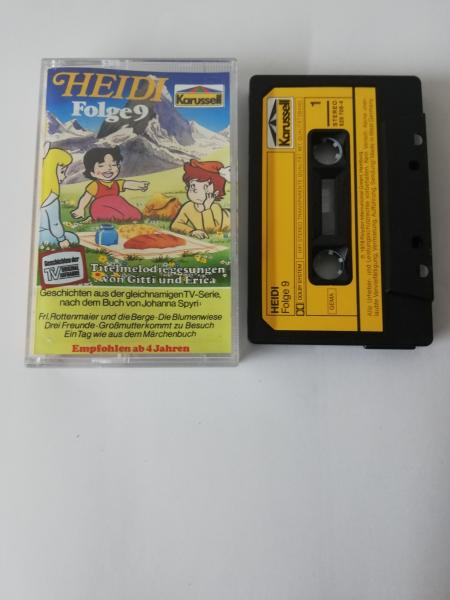 HEIDI
Folge 9
Karussell
Geschichten der
TV
Titelmelodie gesungen
von Gitti und Erica
Geschichten aus der gleichnamigen TV-Serie,
nach dem Buch von Johanna Spyri
Frl. Rottenmaier und die Berge · Die Blumenwiese
Drei Freunde · Großmutter kommt zu Besuch
Ein Tag wie aus dem Märchenbuch
Empfohlen ab 4 Jahren
Karussell
1
STEREO
HEIDI
Folge 9
DOLBY SYSTEM
GEMA